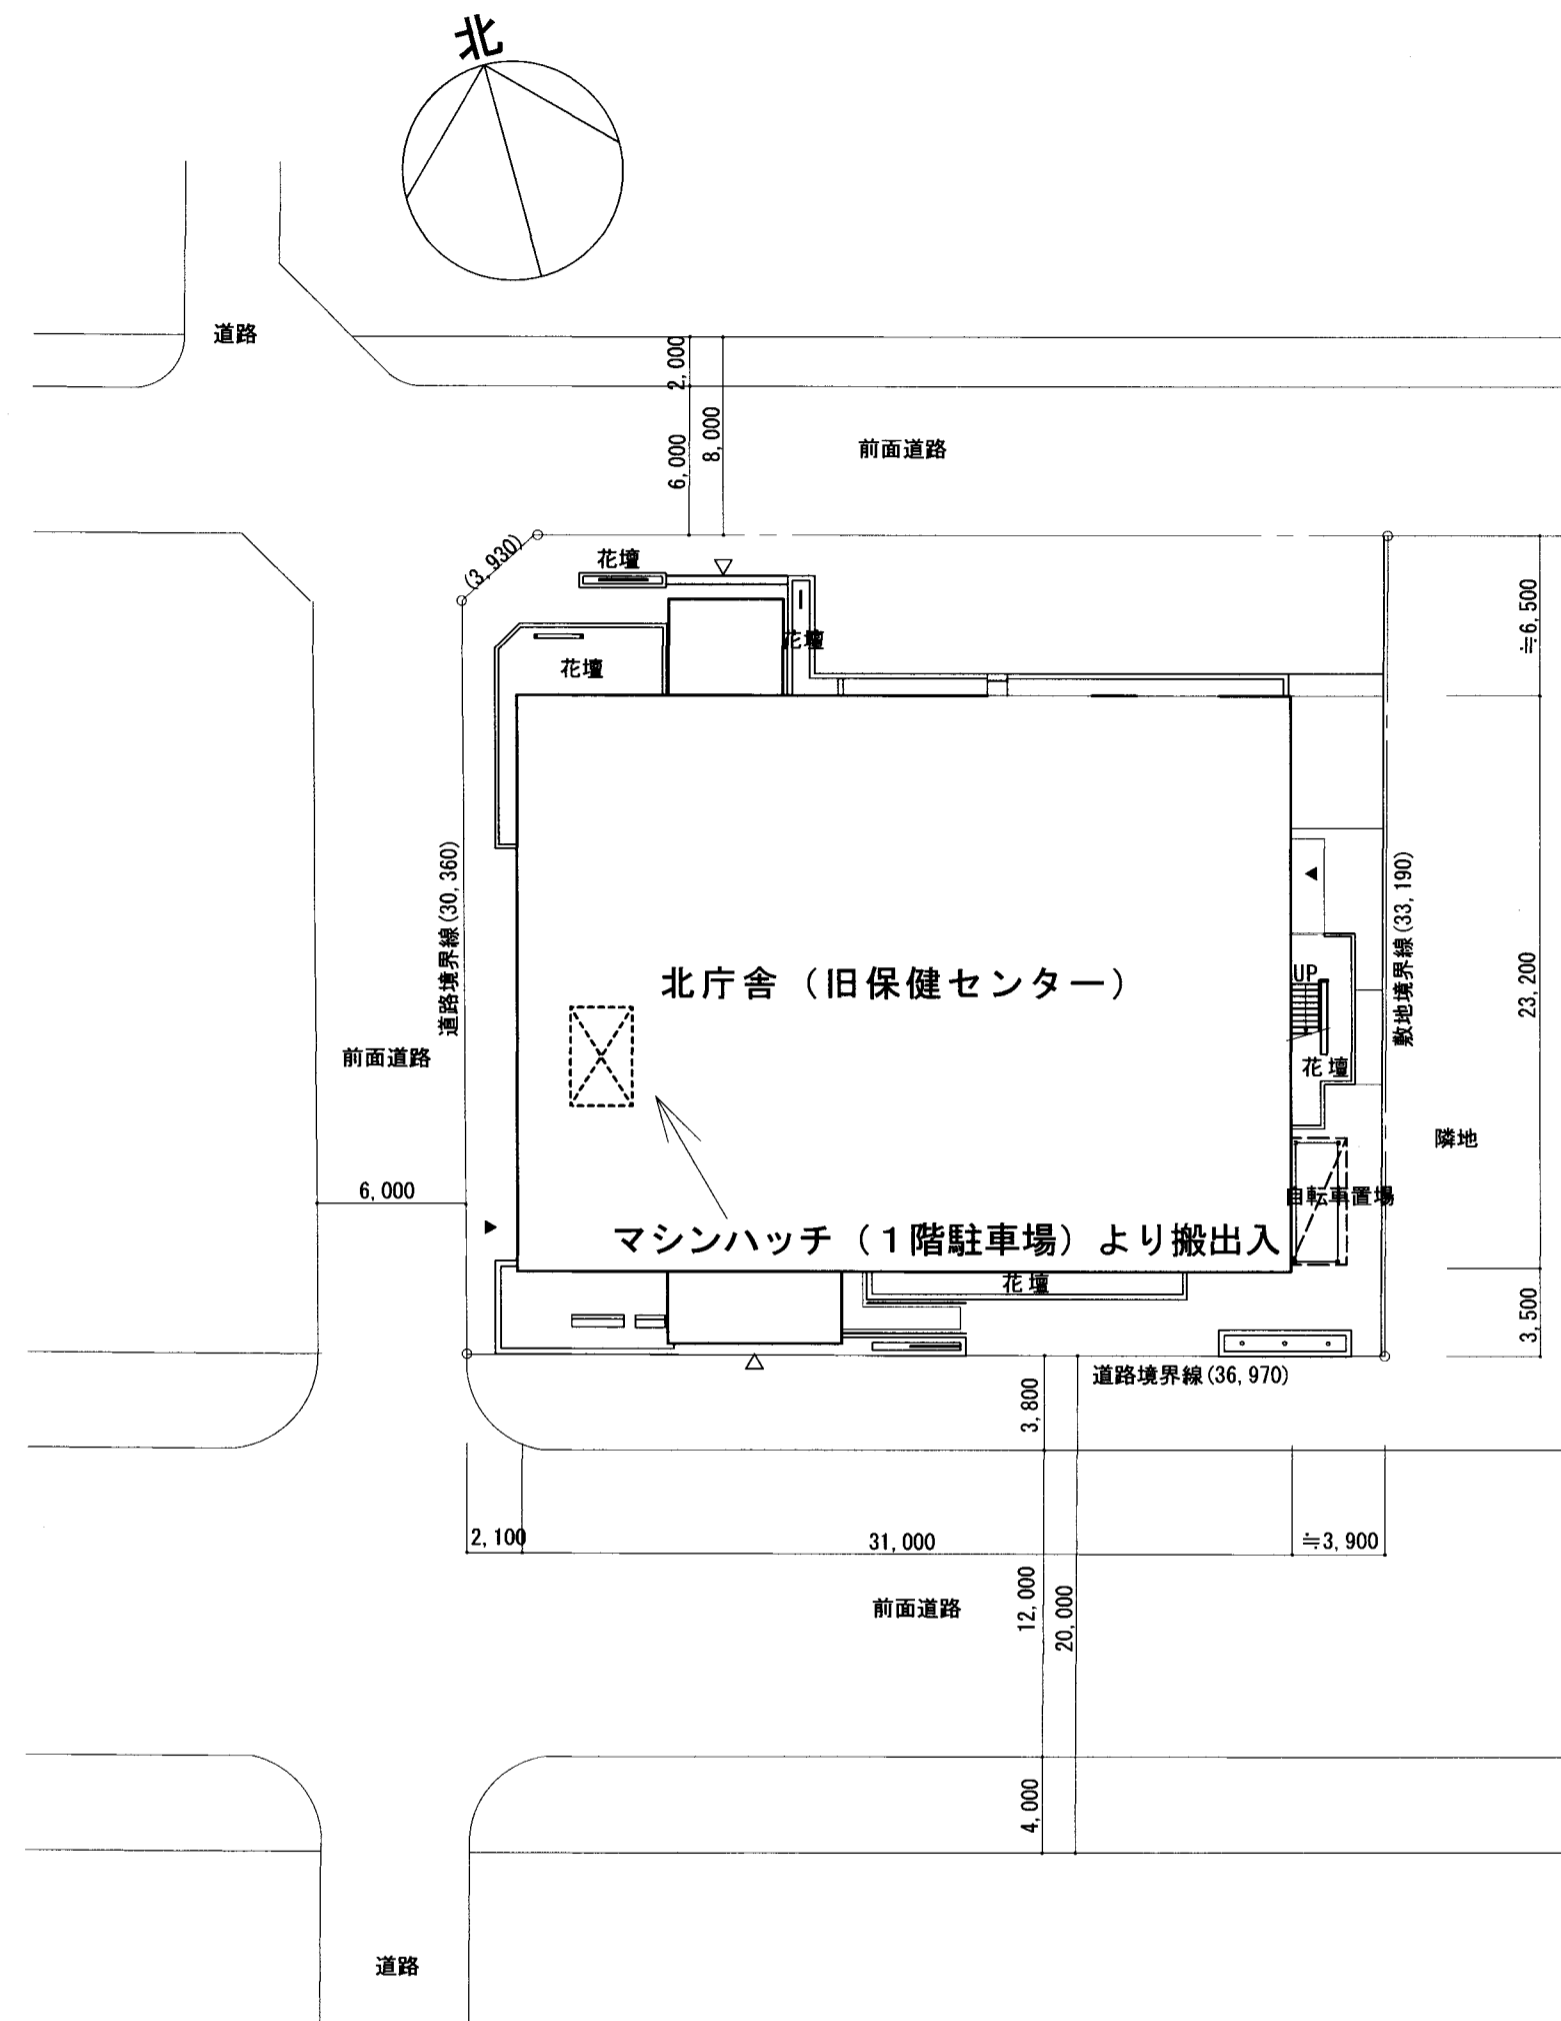 北
道路
2,000
6,000
8,000
前面道路
(3,930)
花壇
花壇
花壇
≒6,500
道路境界線(30,360)
敷地境界線(33,190)
北庁舎（旧保健センター）
UP
23,200
前面道路
花壇
隣地
6,000
自転車置場
マシンハッチ（1階駐車場）より搬出入
花壇
3,500
道路境界線(36,970)
3,800
2,100
31,000
≒3,900
12,000
20,000
前面道路
4,000
道路